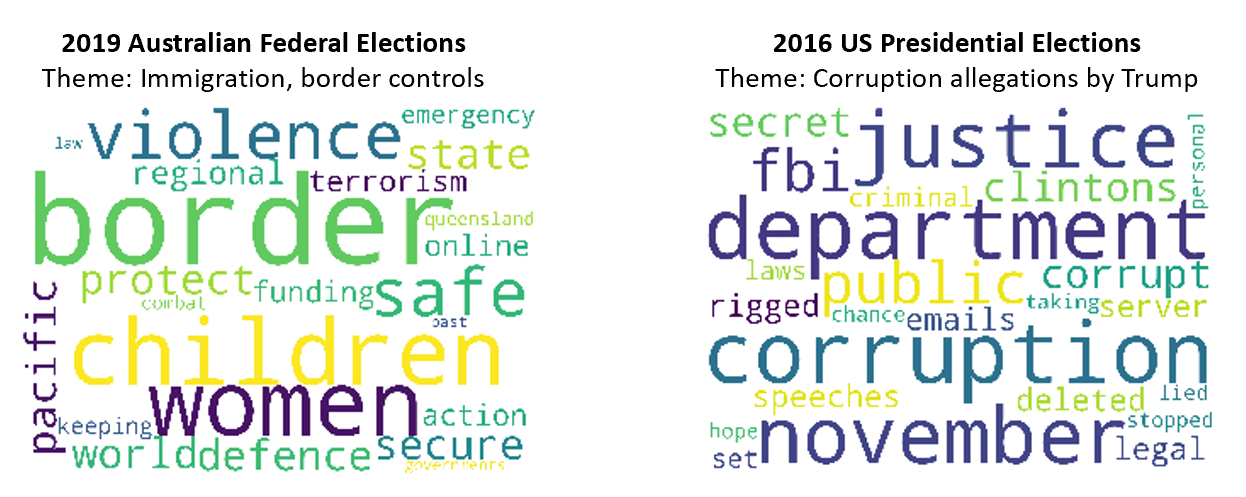 2019 Australian Federal Elections
Theme: Immigration, border controls
emergency
law
violence
state
regional
terrorism
border
queensland
online
protect
funding
safe
combat
past
pacific
children
women
action
keeping
secure
world
defence
governments
2016 US Presidential Elections
Theme: Corruption allegations by Trump
secret
justice
personal
fbi
criminal
clintons
department
laws
public
corrupt
rigged
chance
emails
taking
server
corruption
speeches
deleted
lied
hope
november
stopped
set
legal